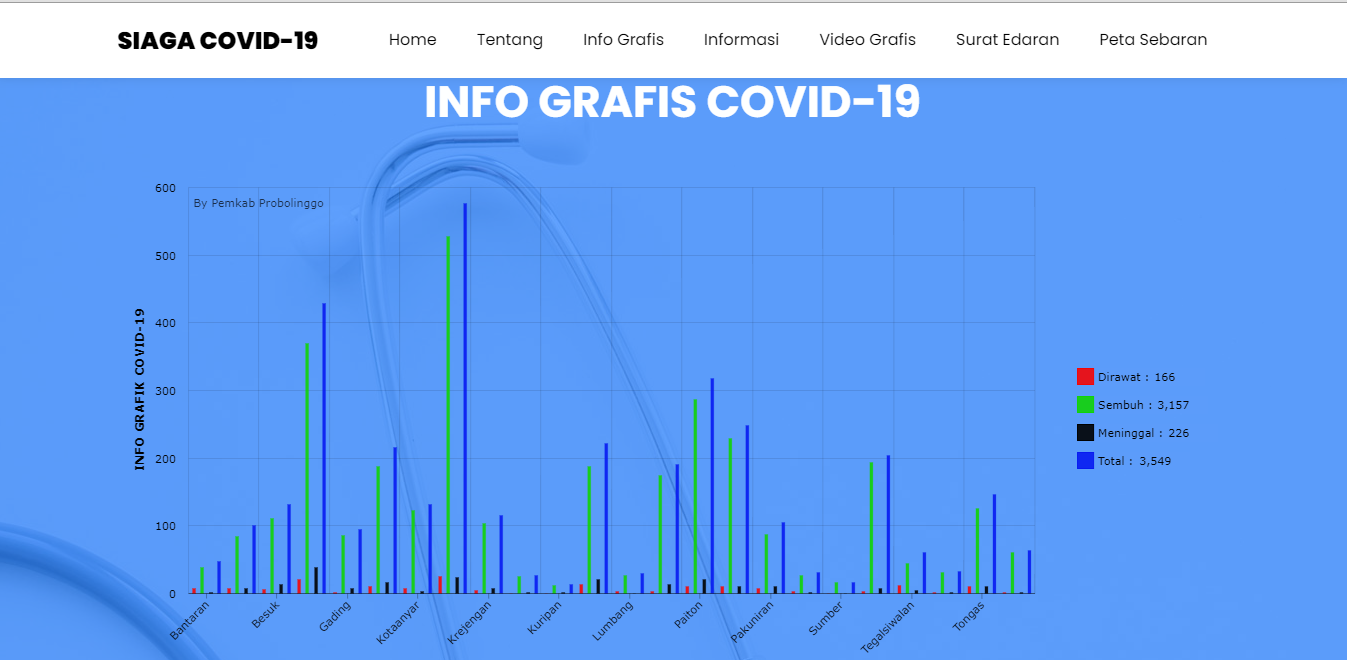 SIAGA COVID-19
Home Tentang Info Grafis Informasi Video Grafis Surat Edaran Peta Sebaran
INFO GRAFIS COVID-19
By Pemkab Probolinggo
INFO GRAFIK COVID-19
600
500
400
300
200
100
0
Bantaran Besuk Gading Kotaanyar Krejengan Kuripan Lumbang Paiton Pakuniran Sumber Tegalsiwalan Tongas
Dirawat : 166
Sembuh : 3,157
Meninggal : 226
Total : 3,549